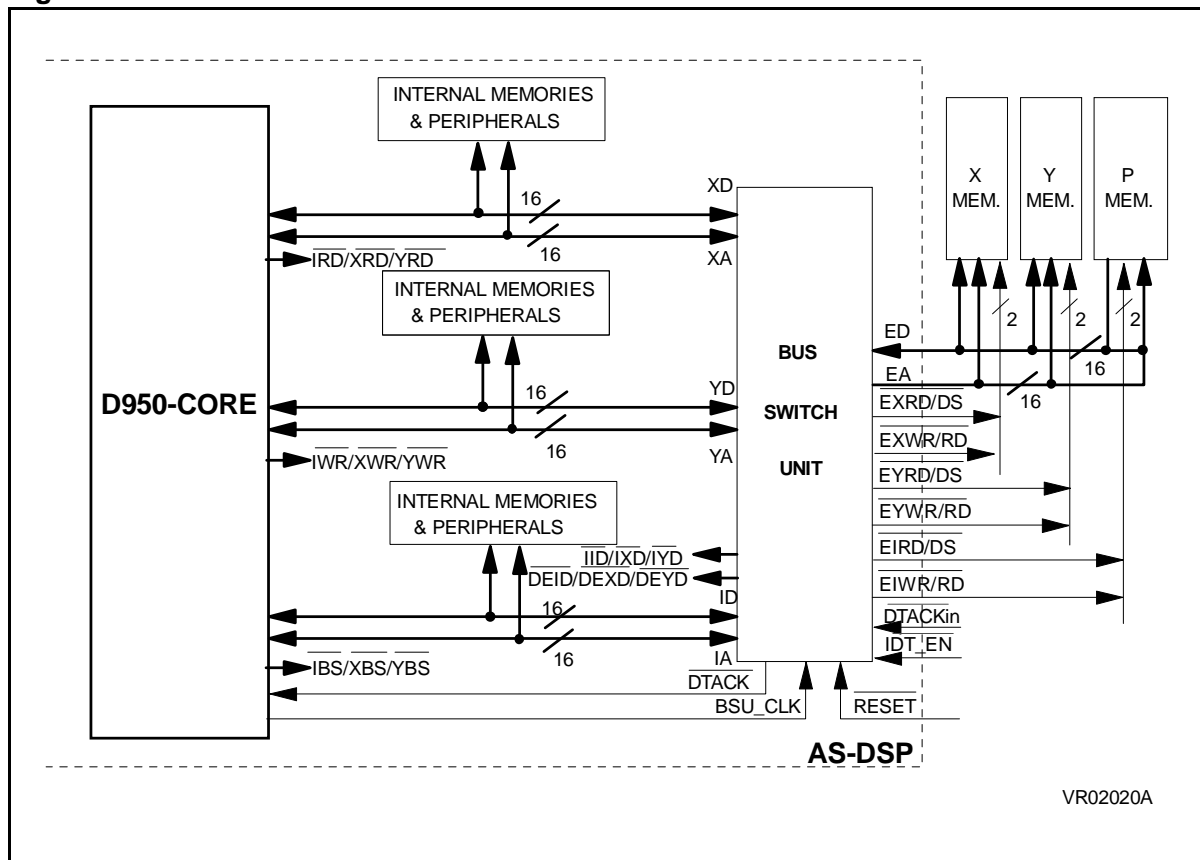 INTERNAL MEMORIES
& PERIPHERALS
X
MEM.
Y
MEM.
P
MEM.
XD
16
16
XA
IRD/XRD/YRD
2
2
2
INTERNAL MEMORIES
& PERIPHERALS
ED
16
EA
16
BUS
SWITCH
UNIT
D950-CORE
16
YD
16
YA
EXRD/DS
EXWR/RD
EYRD/DS
EYWR/RD
EIRD/DS
EIWR/RD
DTACKin
IDT_EN
IWR/XWR/YWR
INTERNAL MEMORIES
& PERIPHERALS
IID/IXD/IYD
DEID/DEXD/DEYD
ID
16
16
IA
IBS/XBS/YBS
DTACK
BSU_CLK
RESET
AS-DSP
VR02020A